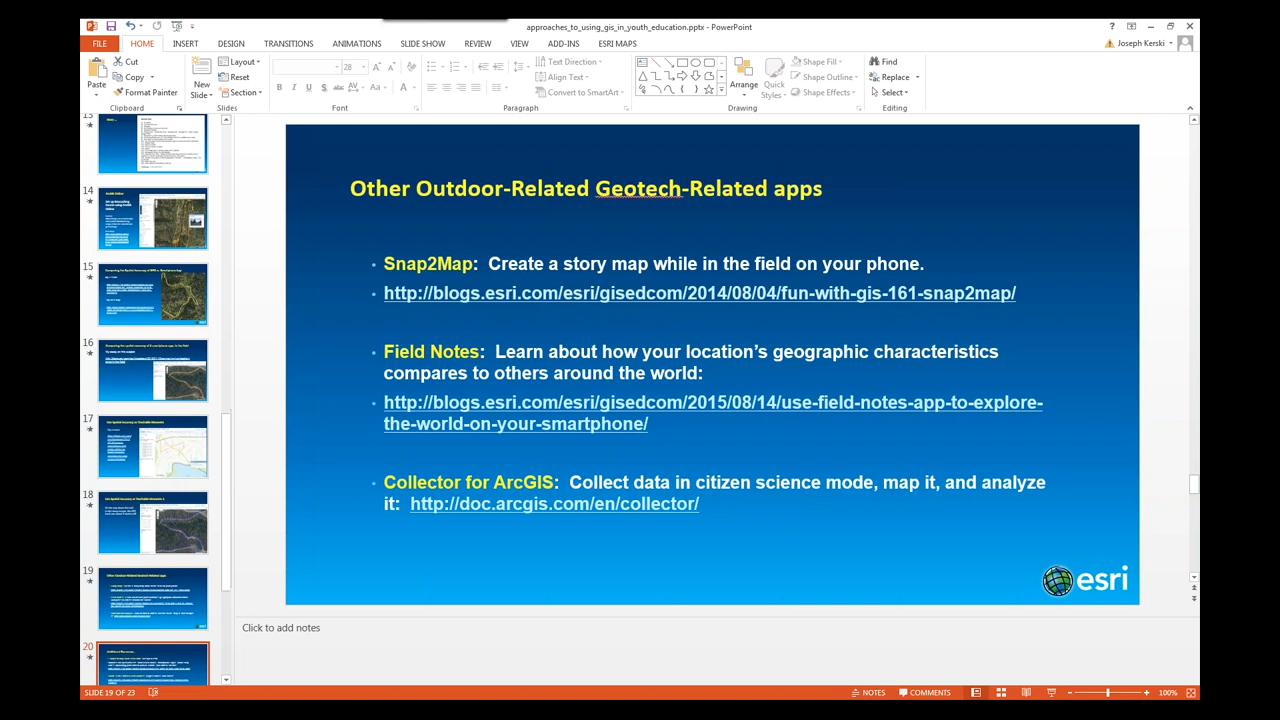 approaches_to_using_gis_in_youth_education.pptx - PowerPoint
FILE
HOME
INSERT
DESIGN
TRANSITIONS
ANIMATIONS
SLIDE SHOW
REVIEW
VIEW
ADD-INS
ESRI MAPS
Joseph Kerski
Paste
Cut
Copy
Format Painter
Clipboard
New
Slide
Layout
Reset
Section
Slides
28
Font
Text Direction
Align Text
Convert to SmartArt
Paragraph
Arrange
Quick
Styles
Shape Fill
Shape Outline
Shape Effects
Drawing
Find
Replace
Select
Editing
14
15
16
17
18
19
20
Other Outdoor-Related Geotech-Related apps
Snap2Map: Create a story map while in the field on your phone.
http://blogs.esri.com/esri/gisedcom/2014/08/04/fun-with-gis-161-snap2map/
Field Notes: Learn about how your location’s geographic characteristics
compares to others around the world:
http://blogs.esri.com/esri/gisedcom/2015/08/14/use-field-notes-app-to-explore-
the-world-on-your-smartphone/
Collector for ArcGIS: Collect data in citizen science mode, map it, and analyze
it: http://doc.arcgis.com/en/collector/
esri
Click to add notes
SLIDE 19 OF 23
NOTES
COMMENTS
100%